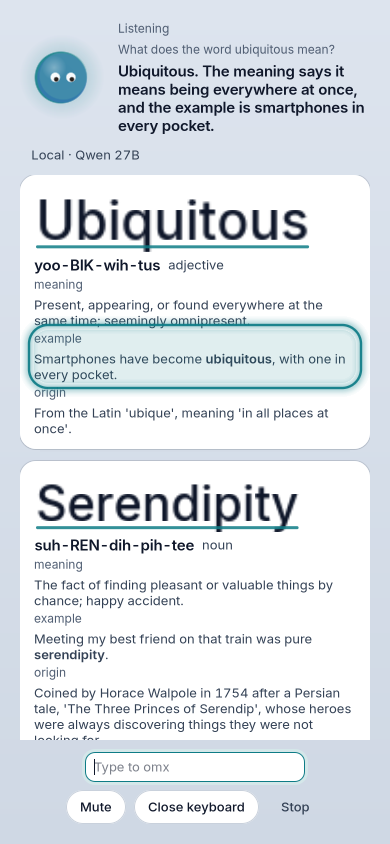 Listening
What does the word ubiquitous mean?
Ubiquitous. The meaning says it
means being everywhere at once,
and the example is smartphones in
every pocket.
Local · Qwen 27B
Ubiquitous
yoo-BIK-wih-tus adjective
meaning
Present, appearing, or found everywhere at the
same time; seemingly omnipresent.
example
Smartphones have become ubiquitous, with one in
every pocket.
origin
From the Latin 'ubique', meaning 'in all places at
once'.
Serendipity
suh-REN-dih-pih-tee noun
meaning
The fact of finding pleasant or valuable things by
chance; happy accident.
example
Meeting my best friend on that train was pure
serendipity.
origin
Coined by Horace Walpole in 1754 after a Persian
tale, 'The Three Princes of Serendip', whose heroes
were always discovering things they were not
looking for
Type to omx
Mute
Close keyboard
Stop